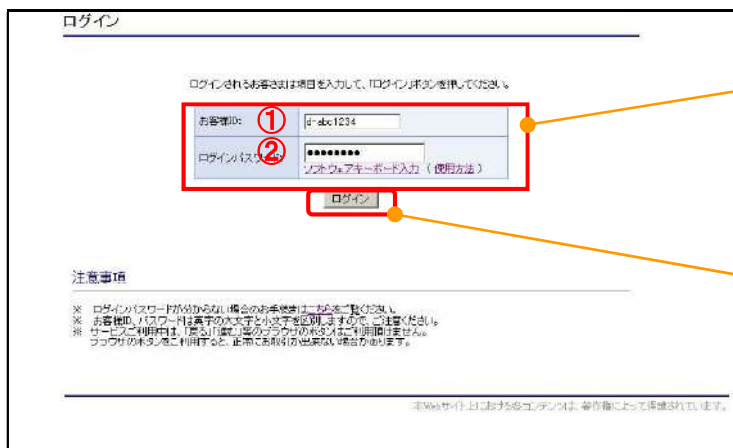 ログイン
ログインされるお客さまは項目を入力して、「ログイン」ボタンを押してください。
お客様ID: ① d-abc1234
ログインパスワード: ② ●●●●●●●●
ソフトウェアキーボード入力 ( 使用方法 )
ログイン
注意事項
※ ログインパスワードが分からない場合のお手続きはこちらをご覧ください。
※ お客様ID、パスワードは英字の大文字と小文字を区別しますので、ご注意ください。
※ サービスご利用中は、「戻る」「進む」等のブラウザのボタンはご利用頂けません。
ブラウザのボタンをご利用すると、正常にお取引が出来ない場合があります。
本Webサイト上における各コンテンツは、著作権によって保護されています。